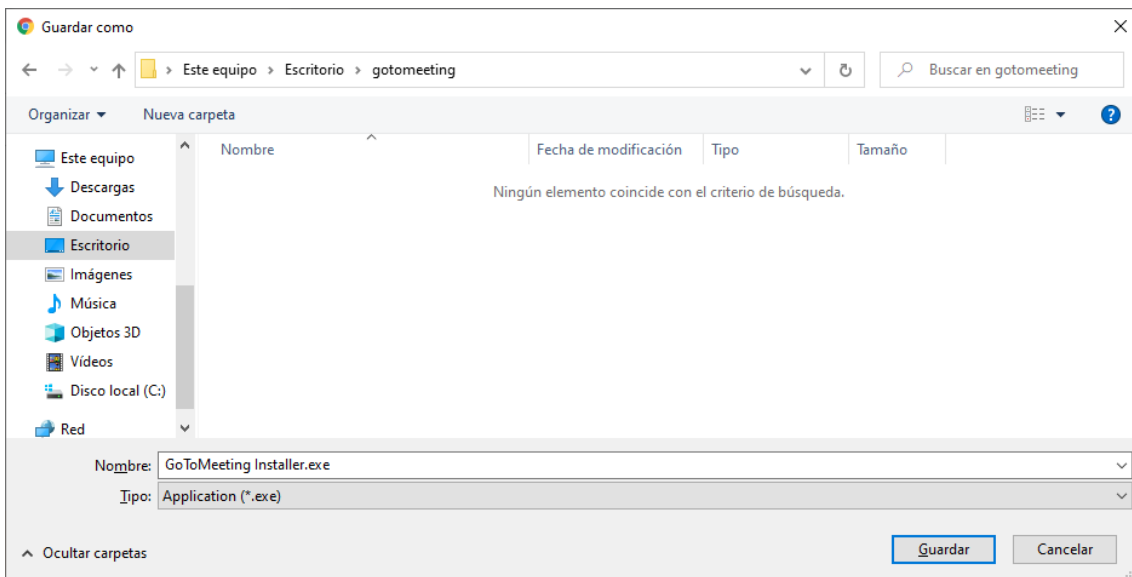 Guardar como
Este equipo > Escritorio > gotomeeting
Buscar en gotomeeting
Organizar
Nueva carpeta
?
Nombre
Fecha de modificación
Tipo
Tamaño
Ningún elemento coincide con el criterio de búsqueda.
Este equipo
Descargas
Documentos
Escritorio
Imágenes
Música
Objetos 3D
Vídeos
Disco local (C:)
Red
Nombre: GoToMeeting Installer.exe
Tipo: Application (*.exe)
Ocultar carpetas
Guardar
Cancelar